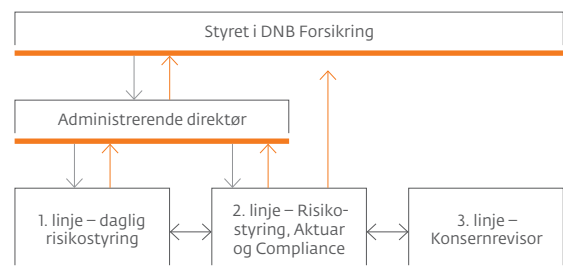 Styret i DNB Forsikring
Administrerende direktør
1. linje – daglig
risikostyring
2. linje – Risiko-
styring, Aktuar
og Compliance
3. linje –
Konsernrevisor